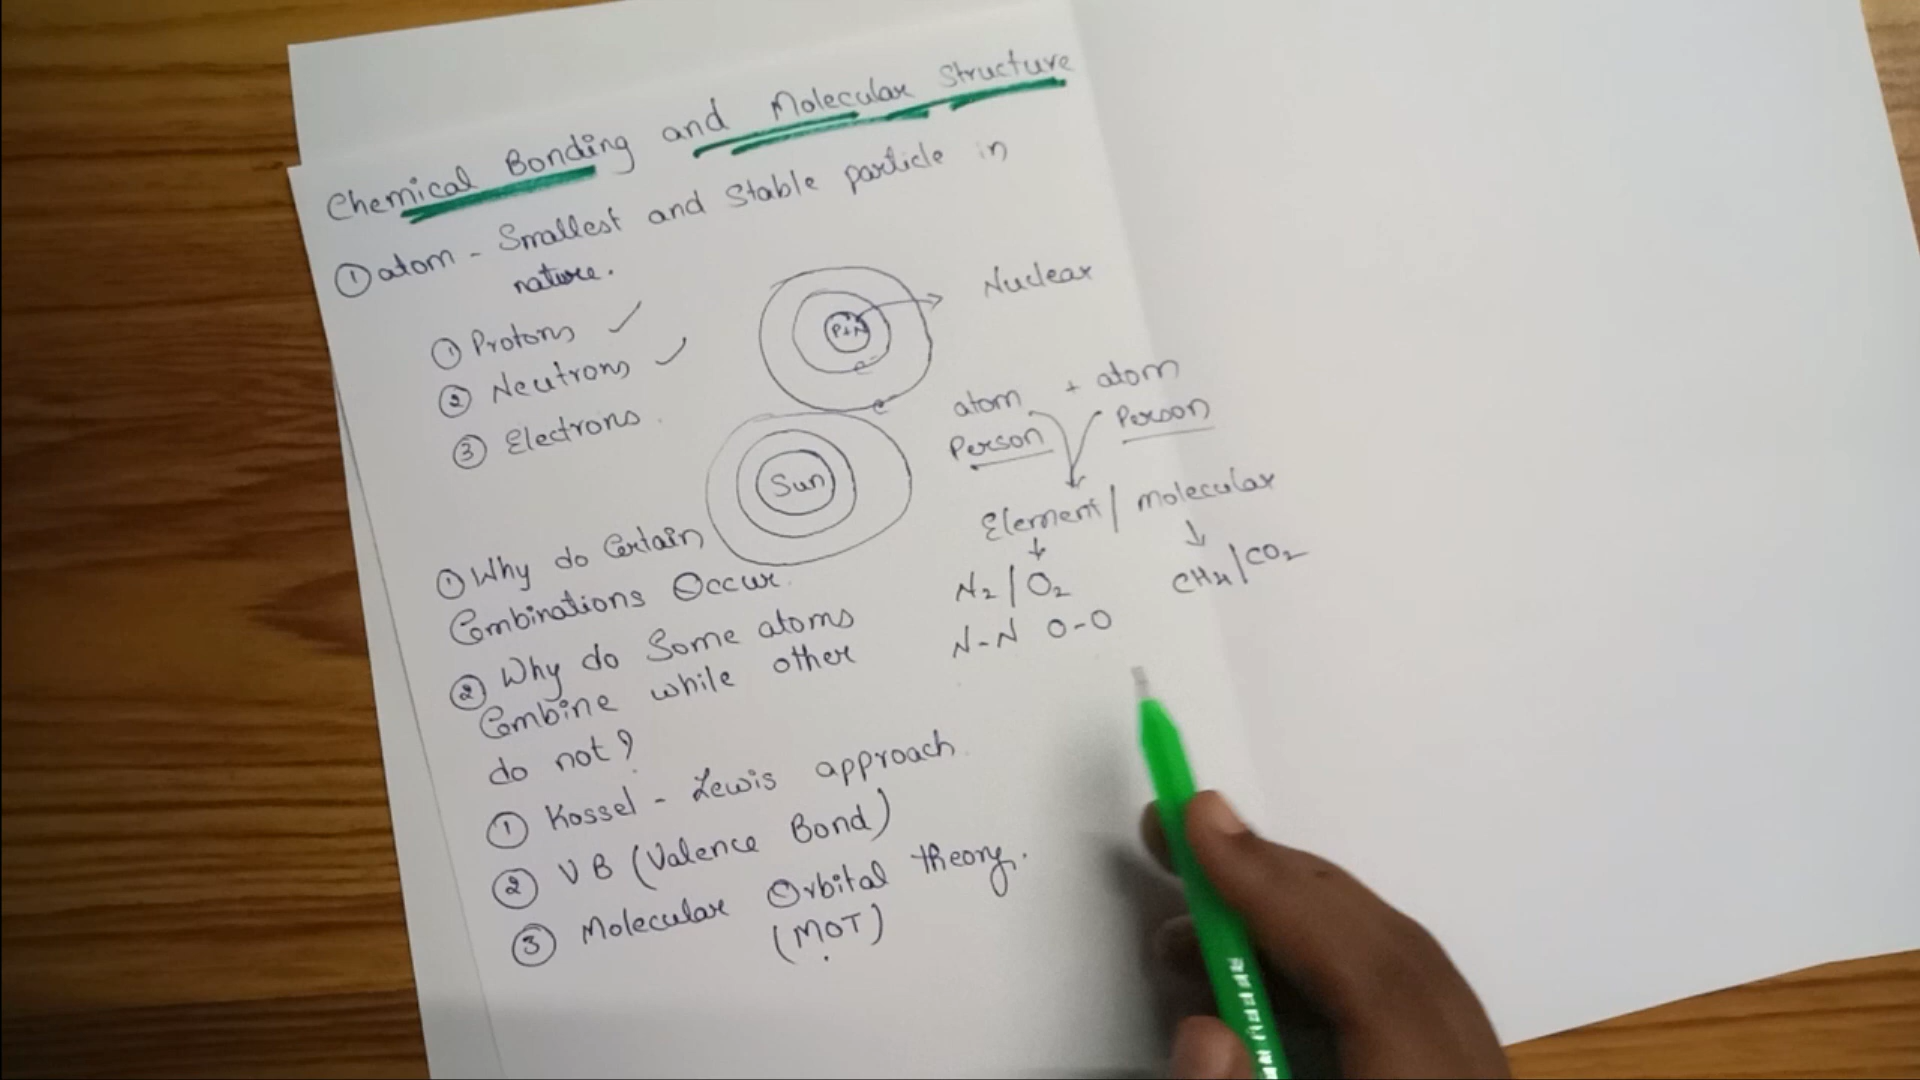 Chemical Bonding and Molecular Structure
① atom - Smallest and Stable particle in
nature.
① Protons ✓
② Neutrons ✓
③ Electrons.
P+N
Nuclear
e-
e
Sun
atom + atom
Person Person
Element / molecular
N2 / O2
CH4 / CO2
N-N O-O
① Why do Certain
Combinations Occur.
② Why do Some atoms
Combine while other
do not?
① Kossel - Lewis approach
② VB (Valence Bond)
③ Molecular Orbital theory.
(MOT)